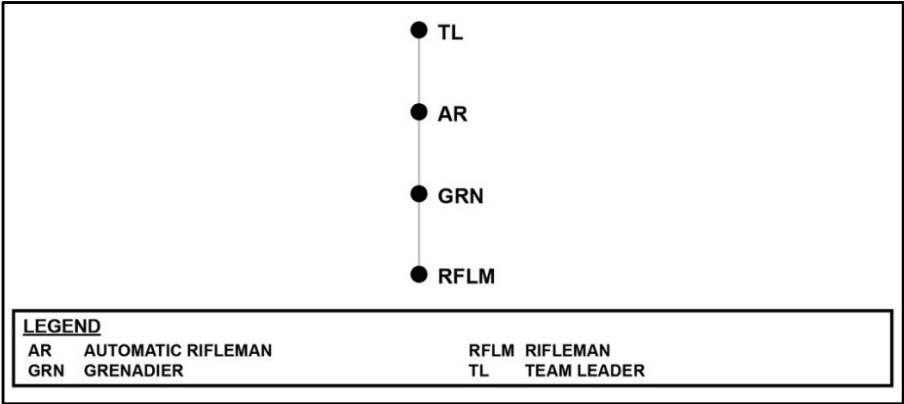 TL
AR
GRN
RFLM
LEGEND
AR AUTOMATIC RIFLEMAN RFLM RIFLEMAN
GRN GRENADIER TL TEAM LEADER